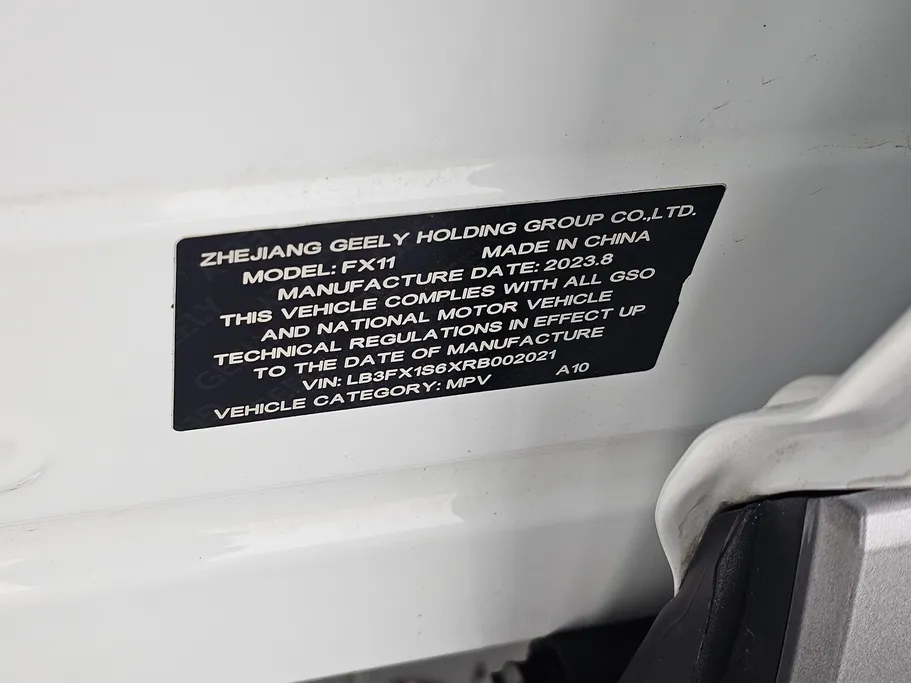 ZHEJIANG GEELY HOLDING GROUP CO.,LTD.
MODEL: FX11 MADE IN CHINA
MANUFACTURE DATE: 2023.8
THIS VEHICLE COMPLIES WITH ALL GSO
AND NATIONAL MOTOR VEHICLE
TECHNICAL REGULATIONS IN EFFECT UP
TO THE DATE OF MANUFACTURE
VIN: LB3FX1S6XRB002021 A10
VEHICLE CATEGORY: MPV